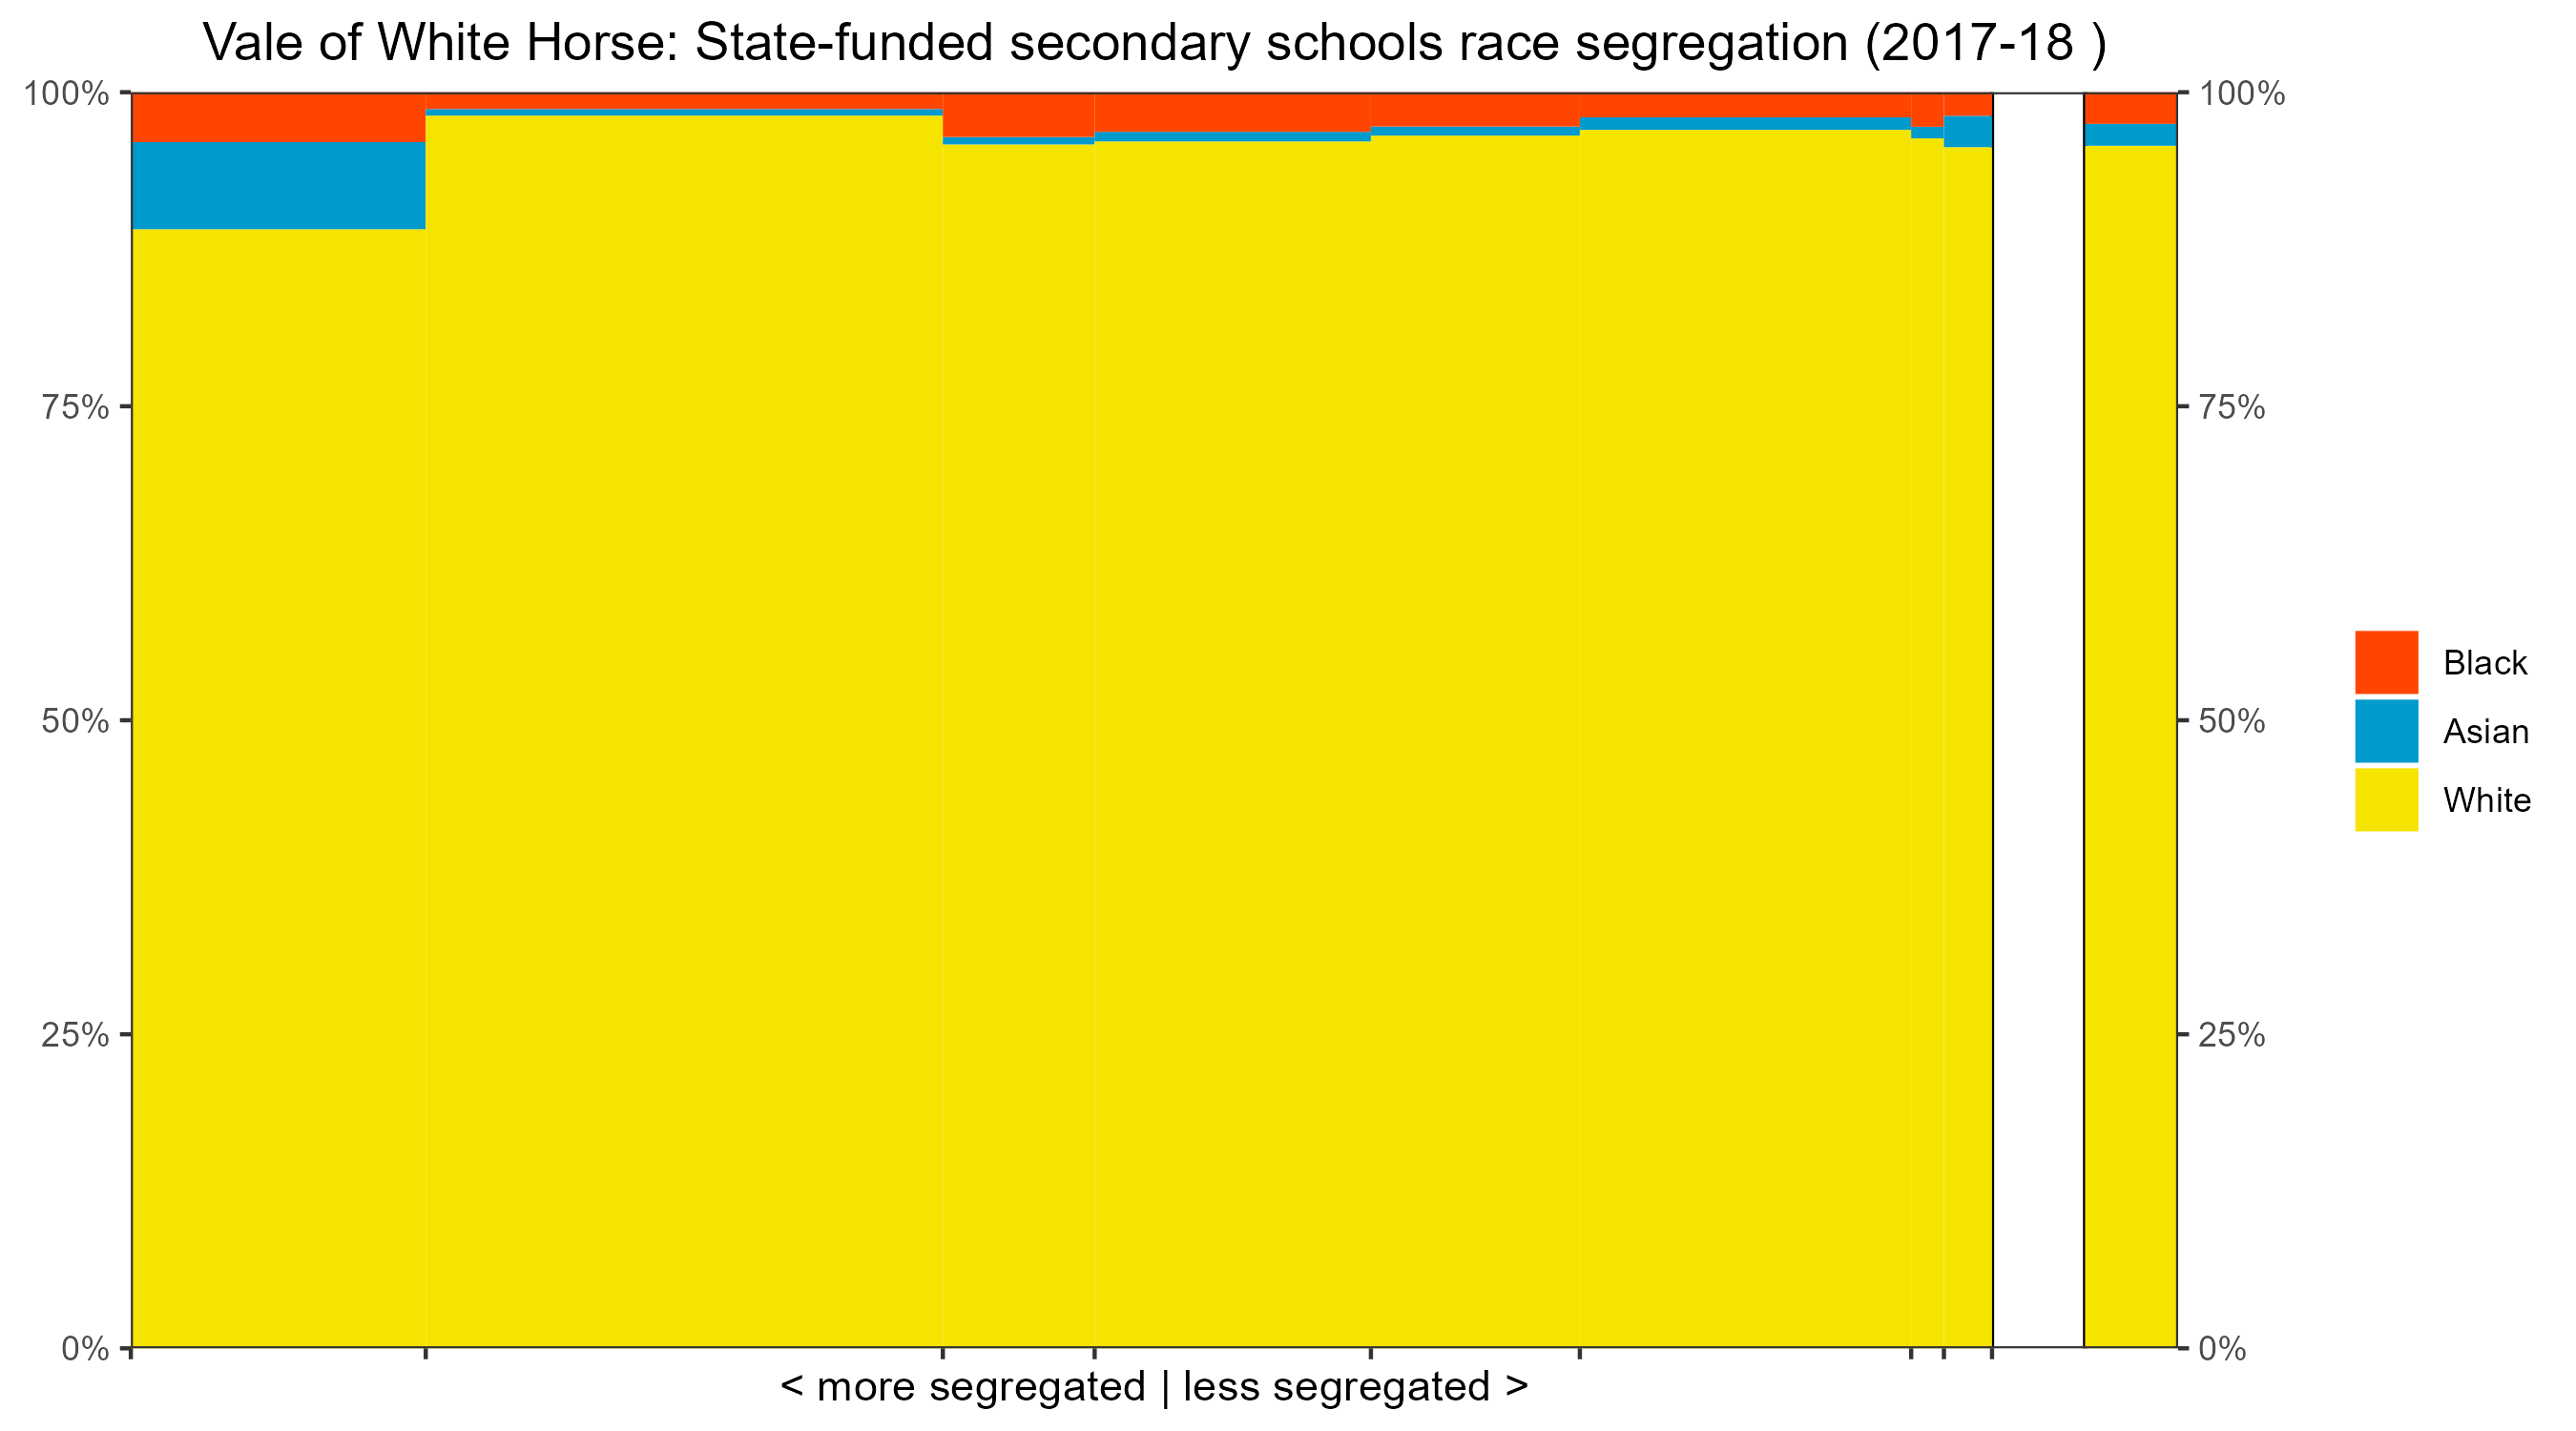 Vale of White Horse: State-funded secondary schools race segregation (2017-18 )
100%
75%
50%
25%
0%
100%
75%
50%
25%
0%
< more segregated | less segregated >
Black
Asian
White